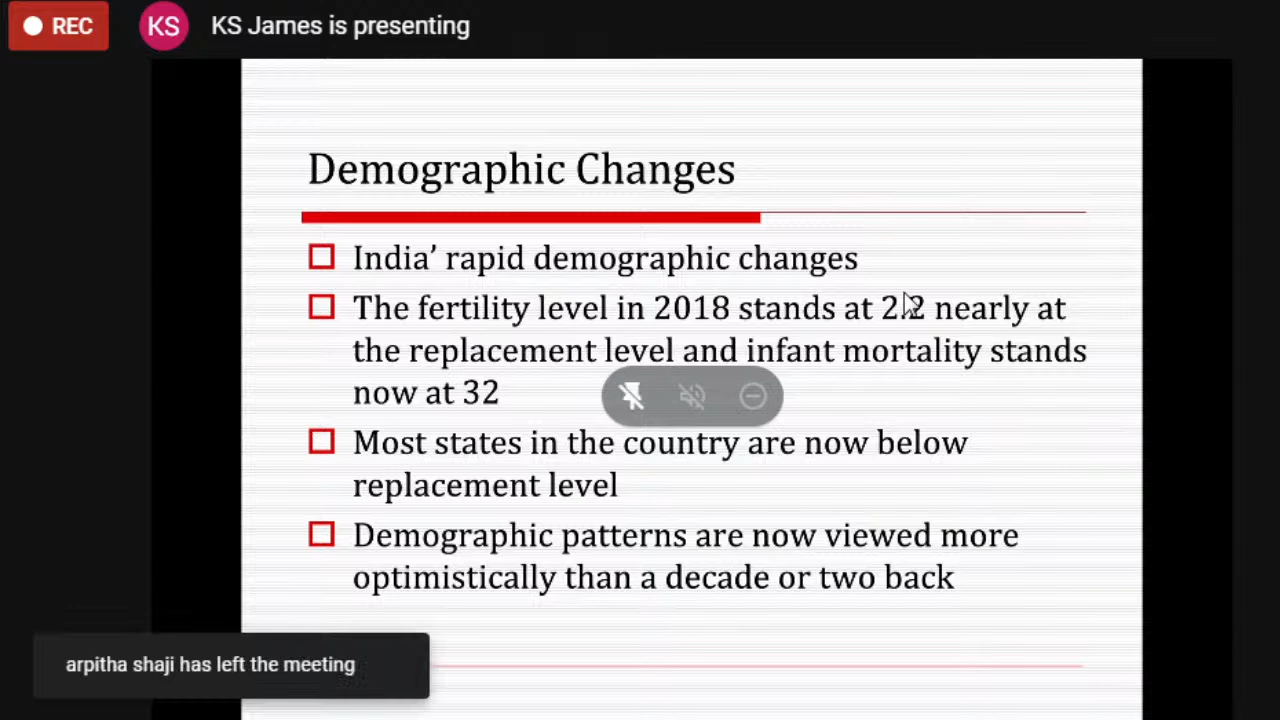 REC
KS
KS James is presenting
Demographic Changes
India’ rapid demographic changes
The fertility level in 2018 stands at 2.2 nearly at
the replacement level and infant mortality stands
now at 32
Most states in the country are now below
replacement level
Demographic patterns are now viewed more
optimistically than a decade or two back
arpitha shaji has left the meeting